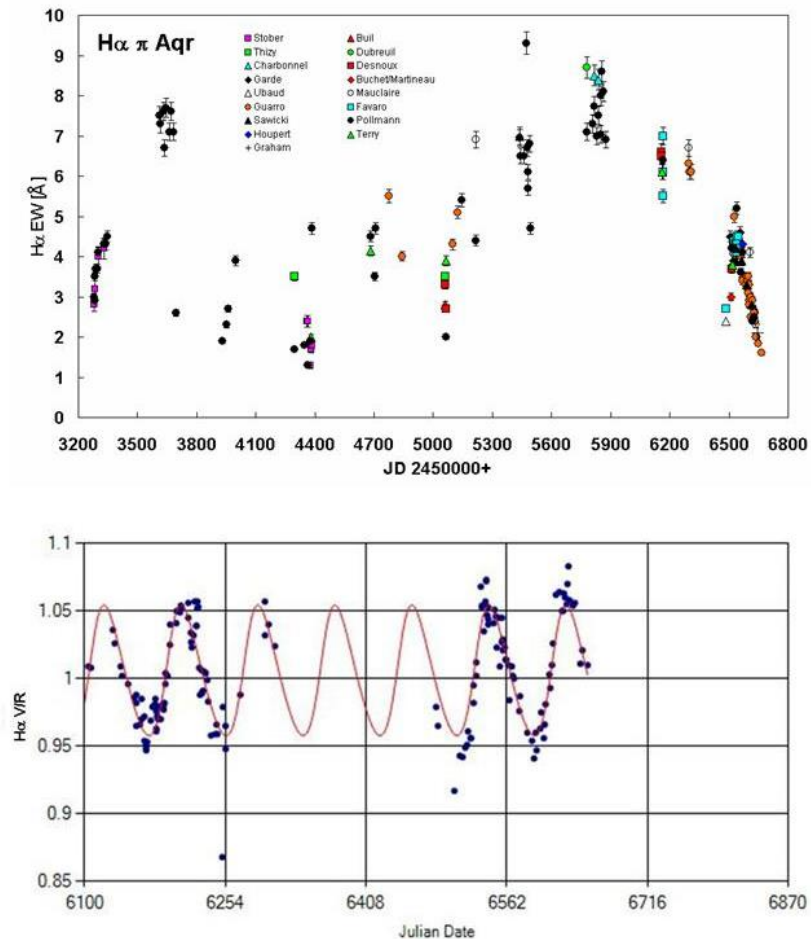 Hα π Aqr
Stober
Buil
Thizy
Dubreuil
Charbonnel
Desnoux
Garde
Buchet/Martineau
Ubaud
Mauclaire
Guarro
Favaro
Sawicki
Pollmann
Houpert
Terry
Graham
Hα EW [Å]
10
9
8
7
6
5
4
3
2
1
0
3200 3500 3800 4100 4400 4700 5000 5300 5600 5900 6200 6500 6800
JD 2450000+
Hα V/R
1.1
1.05
1
0.95
0.9
0.85
6100 6254 6408 6562 6716 6870
Julian Date